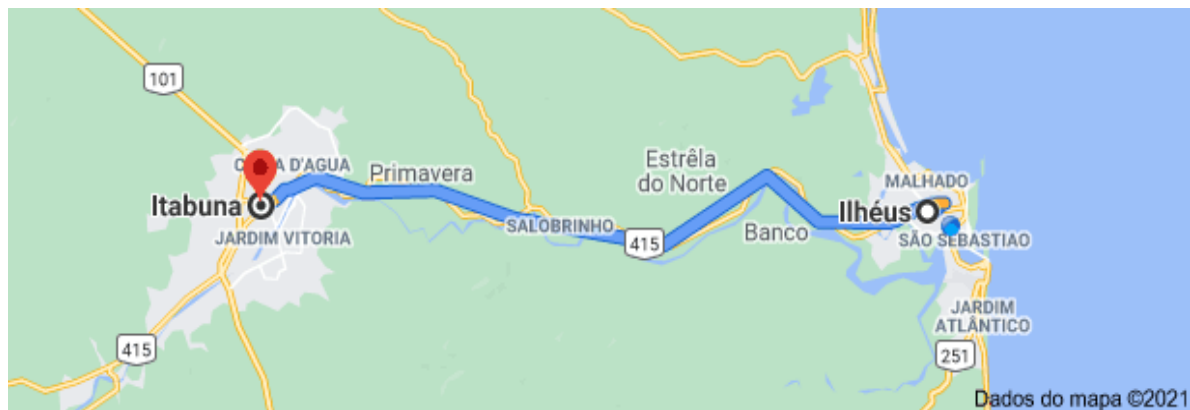 101
C
A D'AGUA
Primavera
Estrêla
do Norte
MALHADO
Itabuna
Ilhéus
SALOBRINHO
JARDIM VITORIA
Banco
SÃO SEBASTIAO
415
JARDIM
ATLÂNTICO
415
251
Dados do mapa ©2021